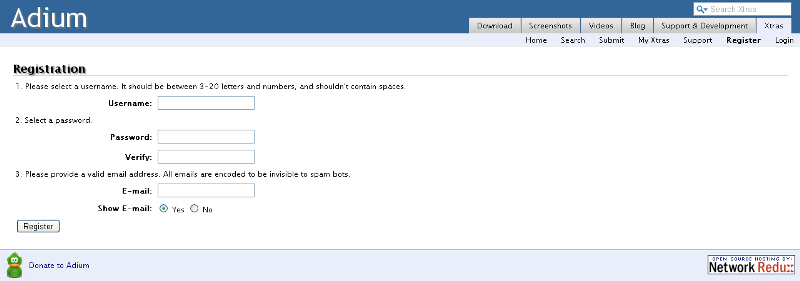 Adium
Search Xtras
Download Screenshots Videos Blog Support & Development Xtras
Home Search Submit My Xtras Support Register Login
Registration
1. Please select a username. It should be between 3-20 letters and numbers, and shouldn't contain spaces.
Username:
2. Select a password.
Password:
Verify:
3. Please provide a valid email address. All emails are encoded to be invisible to spam bots.
E-mail:
Show E-mail: Yes No
Register
Donate to Adium
OPEN SOURCE HOSTING BY:
Network Redux